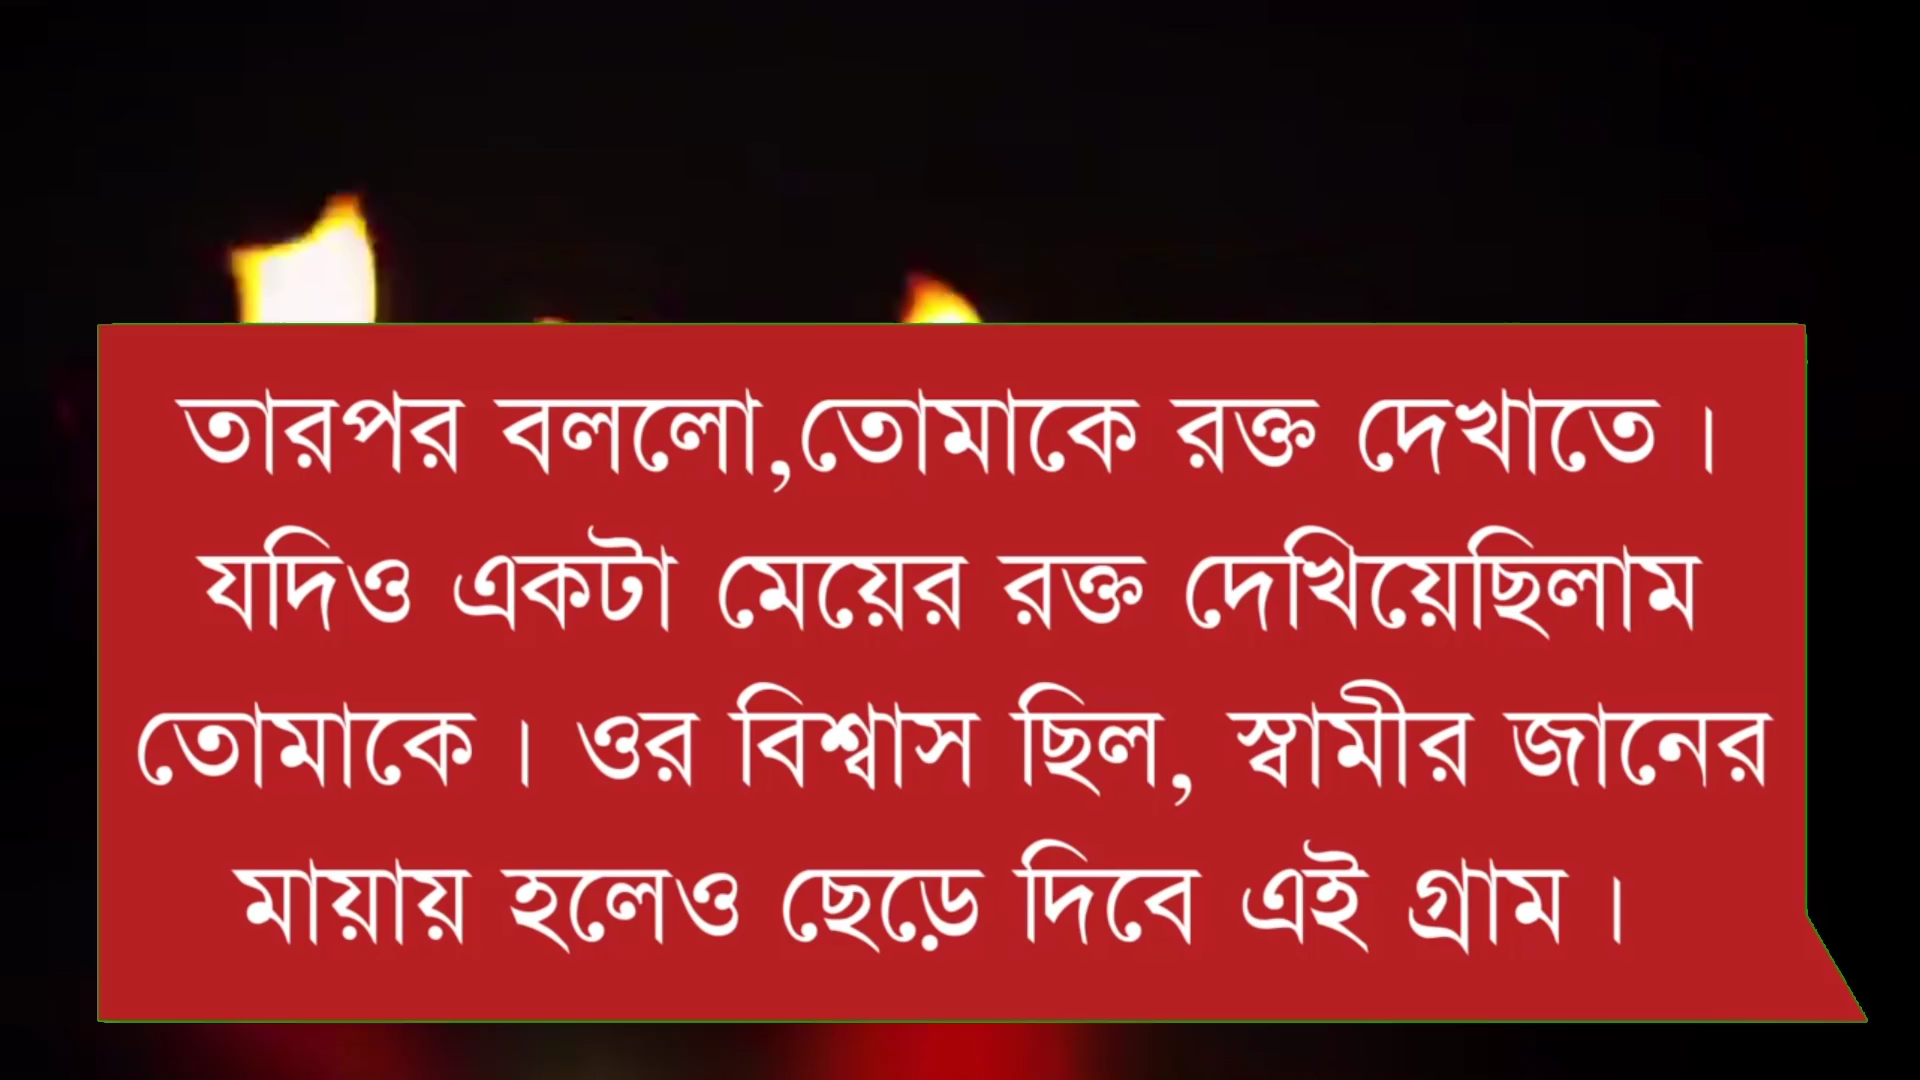 তারপর বললো,তোমাকে রক্ত দেখাতে ।
যদিও একটা মেয়ের রক্ত দেখিয়েছিলাম
তোমাকে । ওর বিশ্বাস ছিল, স্বামীর জানের
মায়ায় হলেও ছেড়ে দিবে এই গ্রাম ।